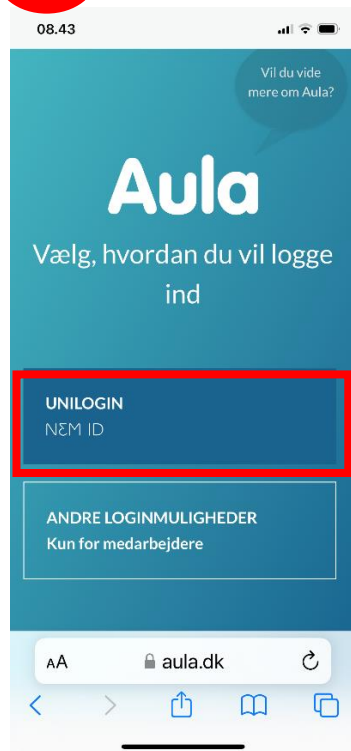 08.43
Vil du vide
mere om Aula?
Aula
Vælg, hvordan du vil logge
ind
UNILOGIN
NEM ID
ANDRE LOGINMULIGHEDER
Kun for medarbejdere
AA aula.dk